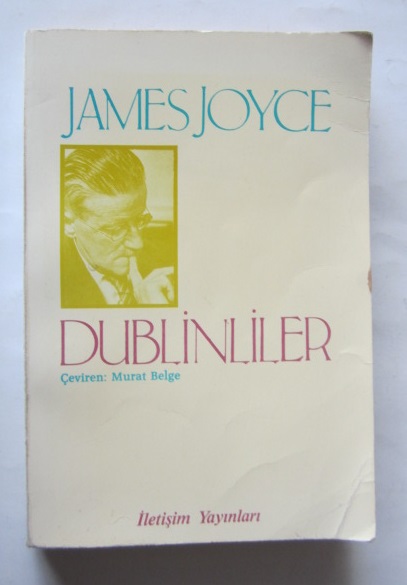 JAMES JOYCE
DUBLİNLİLER
Çeviren: Murat Belge
İletişim Yayınları